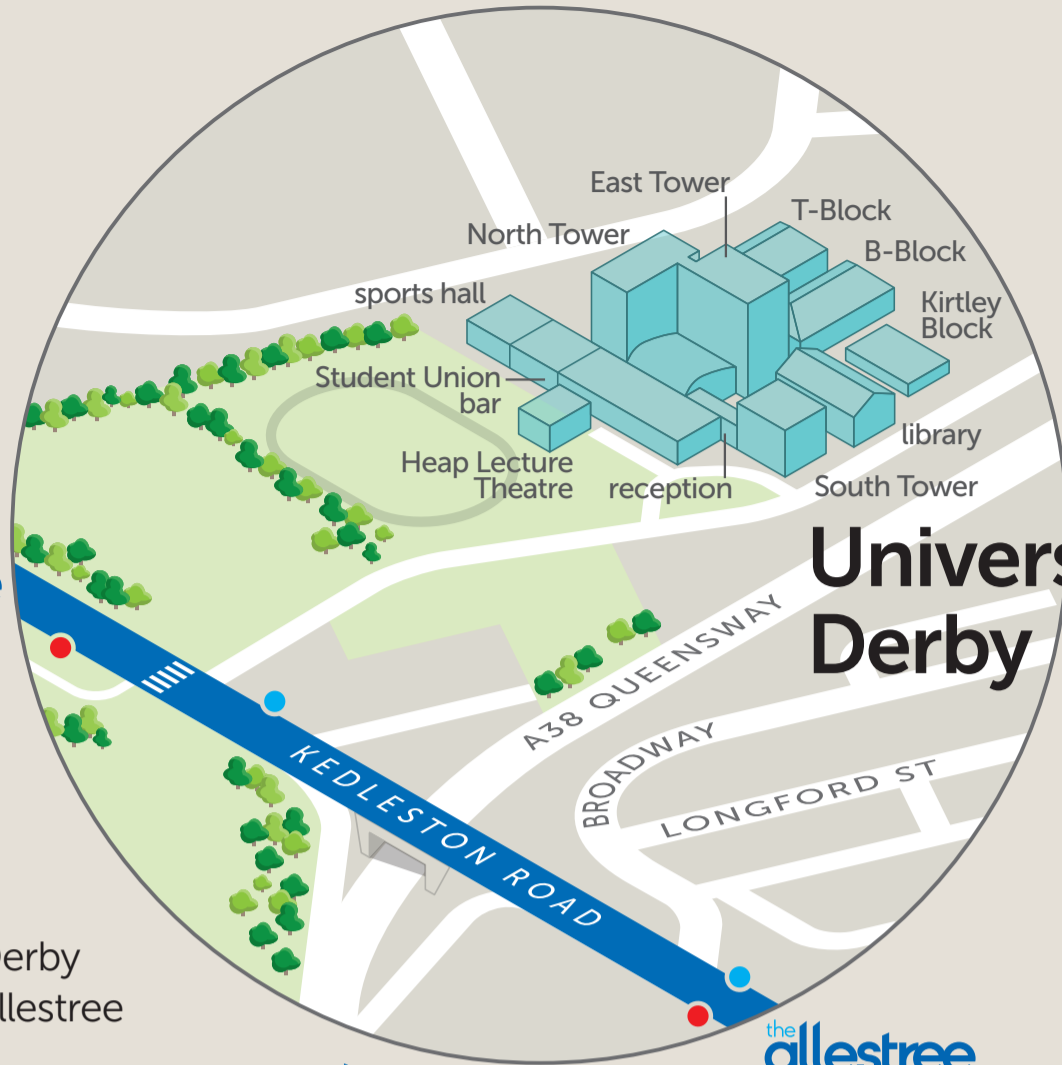 East Tower
T-Block
North Tower
B-Block
sports hall
Kirtley
Block
Student Union
bar
library
Heap Lecture
Theatre
reception
South Tower
Univers
Derby
A38 QUEENSWAY
BROADWAY
LONGFORD ST
KEDLESTON ROAD
Derby
llestree
the
allestree